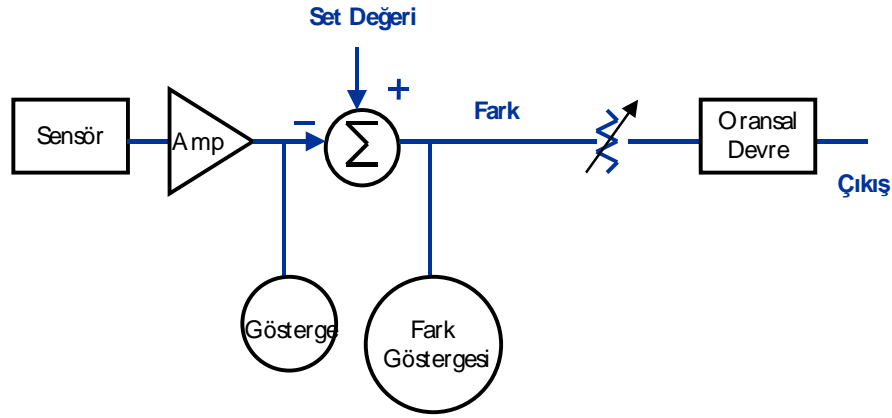 Set Değeri
+
Fark
Sensör
Amp
−
Σ
Oransal
Devre
Çıkış
Gösterge
Fark
Göstergesi